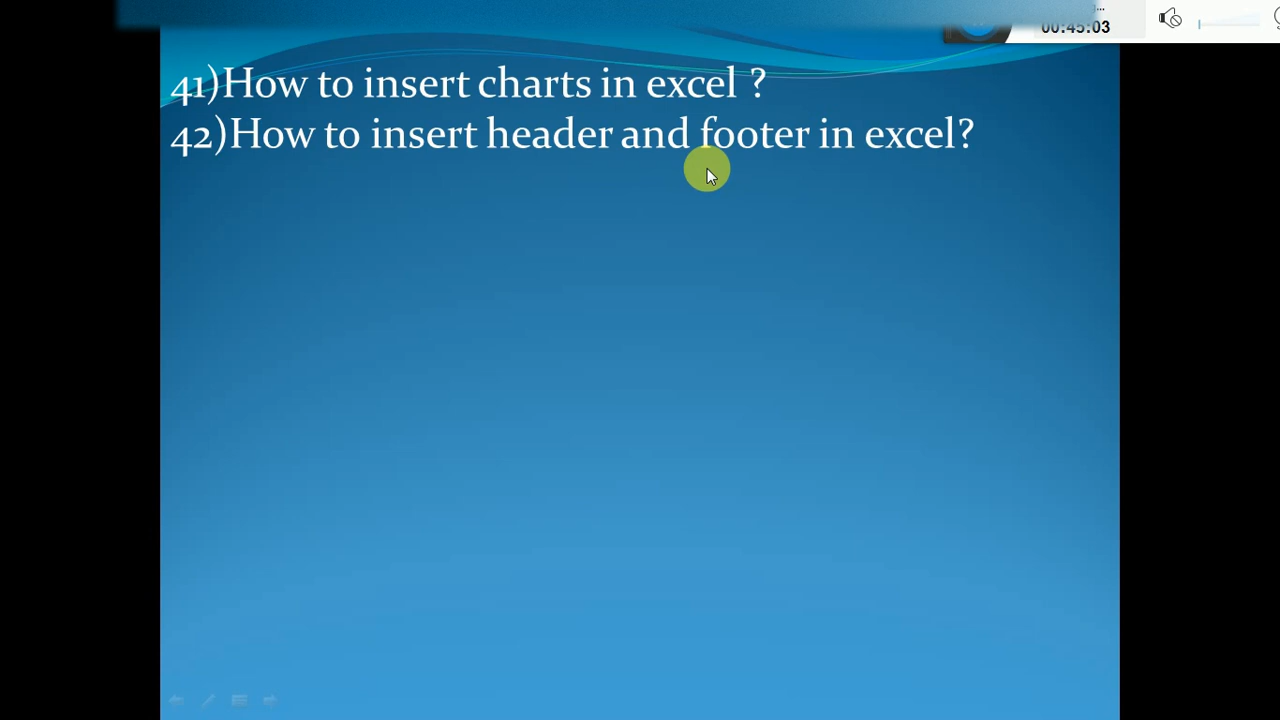 00:45:03
41)How to insert charts in excel ?
42)How to insert header and footer in excel?